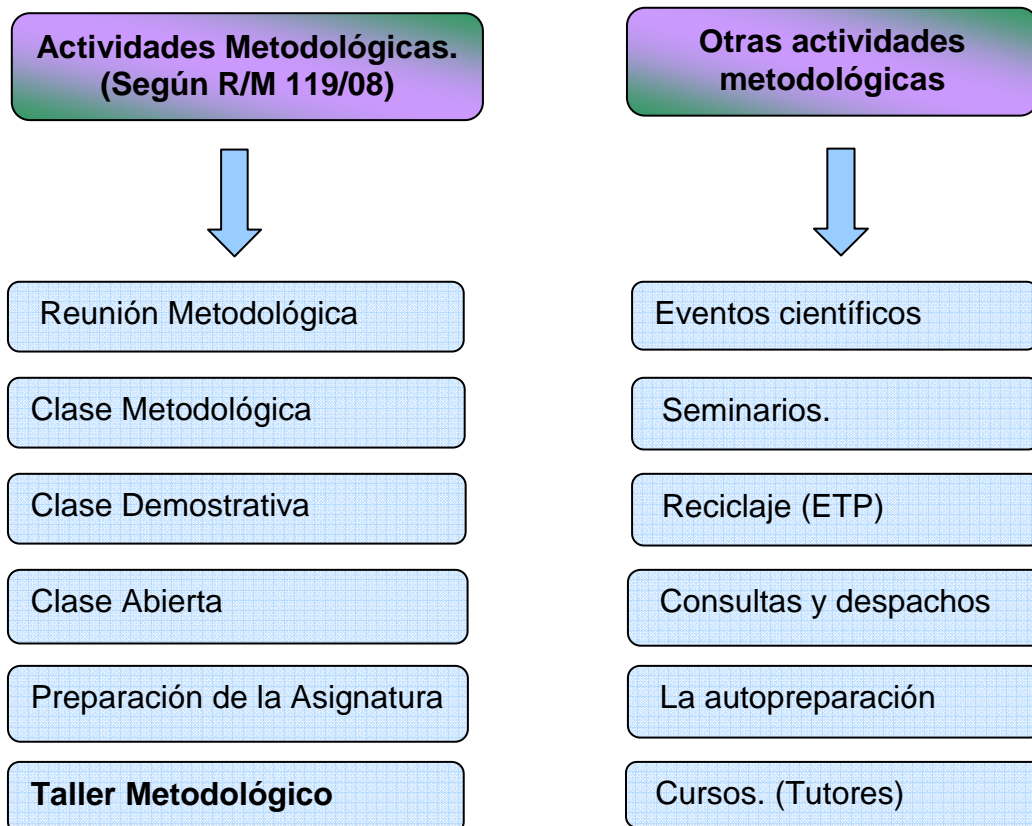 Actividades Metodológicas.
(Según R/M 119/08)
Reunión Metodológica
Clase Metodológica
Clase Demostrativa
Clase Abierta
Preparación de la Asignatura
Taller Metodológico
Otras actividades
metodológicas
Eventos científicos
Seminarios.
Reciclaje (ETP)
Consultas y despachos
La autopreparación
Cursos. (Tutores)